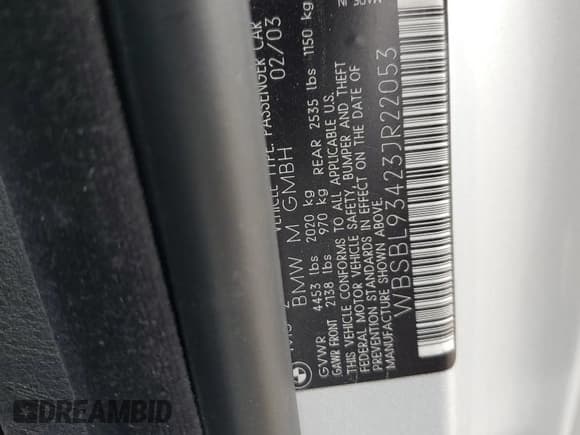 VEHICLE TYPE: PASSENGER CAR
BMW M GMBH 02/03
GVWR 4453 lbs 2020 kg REAR 2535 lbs 1150 kg
GAWR FRONT 2138 lbs 970 kg
THIS VEHICLE CONFORMS TO ALL APPLICABLE U.S.
FEDERAL MOTOR VEHICLE SAFETY, BUMPER AND THEFT
PREVENTION STANDARDS IN EFFECT ON THE DATE OF
MANUFACTURE SHOWN ABOVE.
WBSBL93423JR22053
DREAMBID